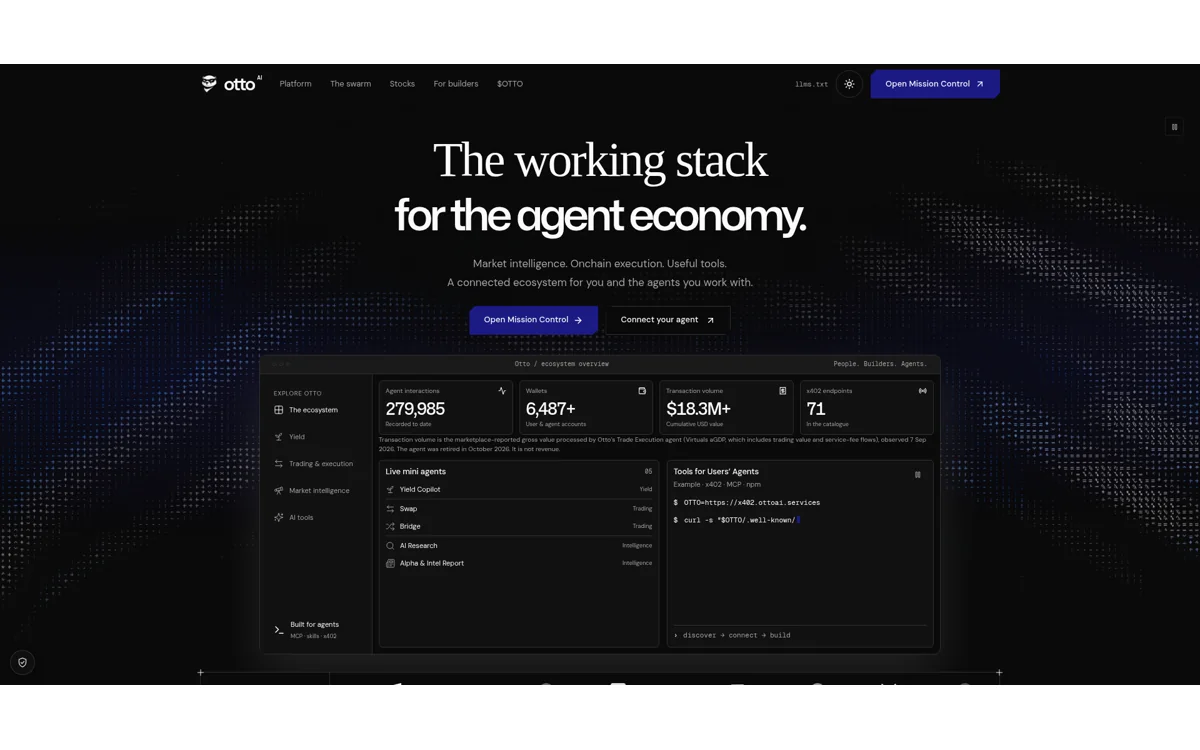 otto AI
Platform
The swarm
Stocks
For builders
$OTTO
llms.txt
Open Mission Control
The working stack
for the agent economy.
Market intelligence. Onchain execution. Useful tools.
A connected ecosystem for you and the agents you work with.
Open Mission Control
Connect your agent
Otto / ecosystem overview
People. Builders. Agents.
EXPLORE OTTO
The ecosystem
Yield
Trading & execution
Market intelligence
AI tools
Built for agents
MCP · skills · x402
Agent interactions
279,985
Recorded to date
Wallets
6,487+
User & agent accounts
Transaction volume
$18.3M+
Cumulative USD value
x402 endpoints
71
In the catalogue
Transaction volume is the marketplace-reported gross value processed by Otto's Trade Execution agent (Virtuals aGDP, which includes trading value and service-fee flows), observed 7 Sep
2026. The agent was retired in October 2026. It is not revenue.
Live mini agents
05
Yield Copilot
Yield
Swap
Trading
Bridge
Trading
AI Research
Intelligence
Alpha & Intel Report
Intelligence
Tools for Users' Agents
Example · x402 · MCP · npm
$ OTTO=https://x402.ottoai.services
$ curl -s "$OTTO/.well-known/
› discover → connect → build